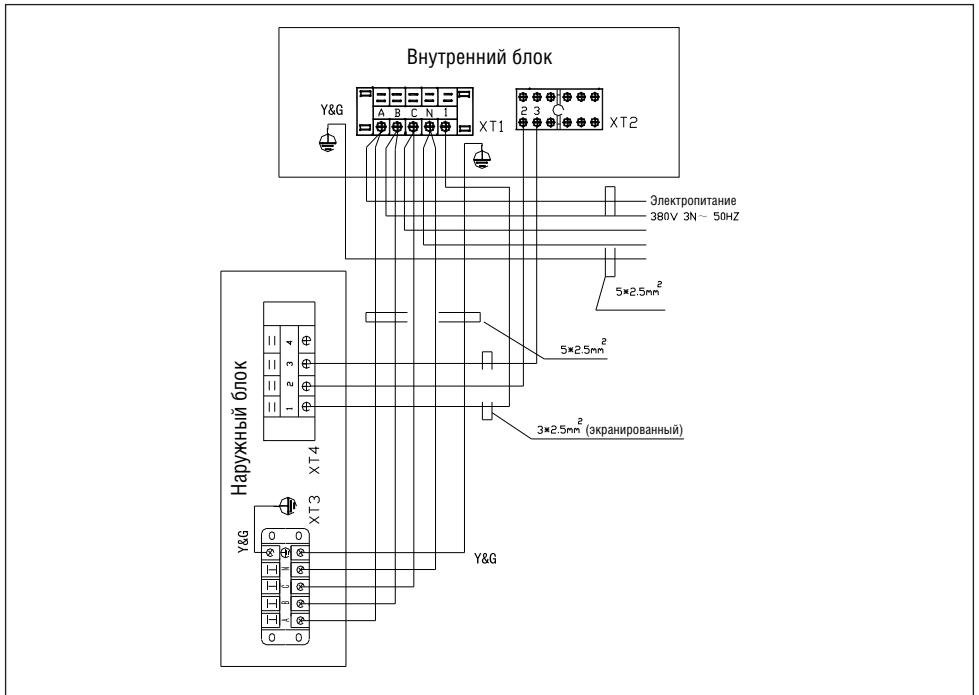 Внутренний блок
Y&G
A B C N 1
XT1
2 3
XT2
Электропитание
380V 3N~ 50HZ
5*2.5mm²
5*2.5mm²
3*2.5mm² (экранированный)
Наружный блок
4
3
2
1
XT4
XT3
Y&G
N
C
B
A
Y&G